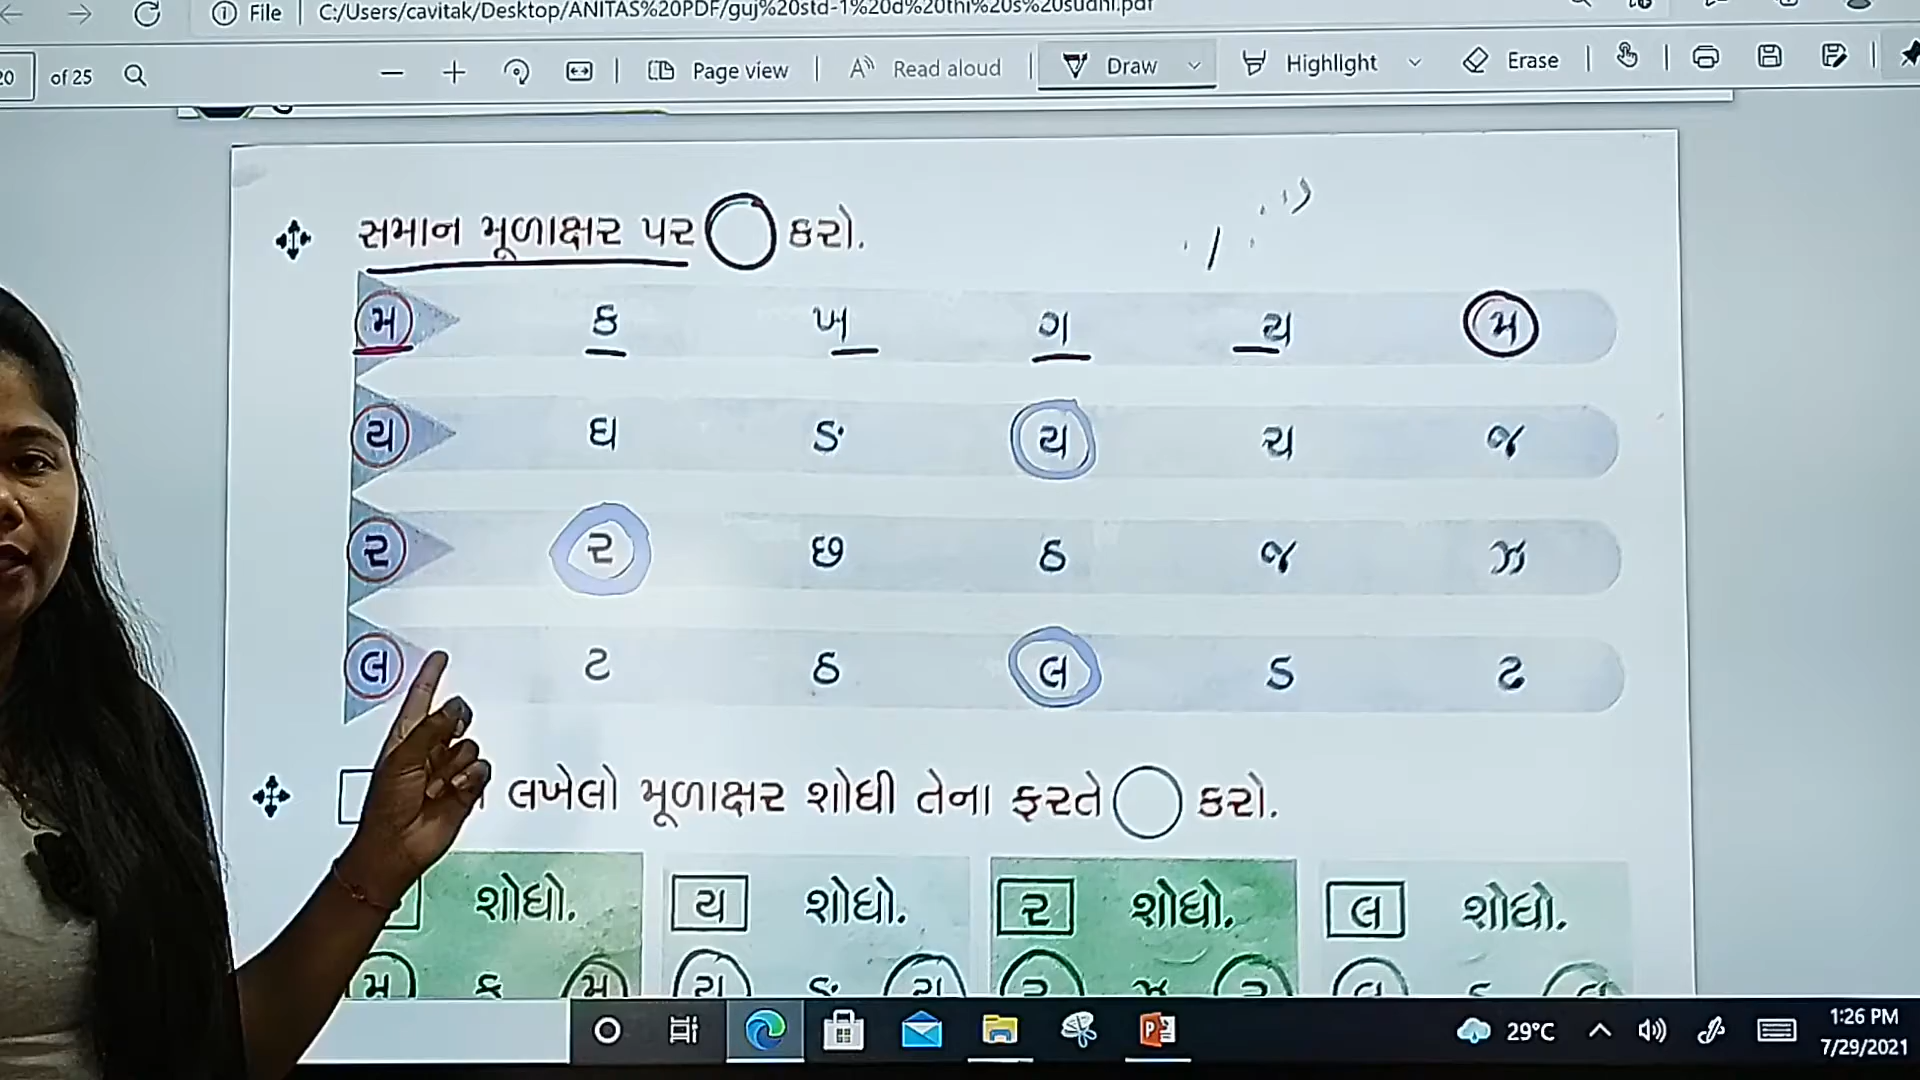 File C:/Users/cavitak/Desktop/ANITAS%20PDF/guj%20std-1%20d%20thi%20s%20sudhi.pdf
20 of 25 Page view Read aloud Draw Highlight Erase
સમાન મૂળાક્ષર પર કરો.
મ ક ખ ગ ય મ
ય ઘ ઙ ય ચ જ
ર ર છ ઠ જ ઝ
લ ટ ઠ લ ડ ઢ
લખેલો મૂળાક્ષર શોધી તેના ફરતે કરો.
શોધો. ય શોધો. ર શોધો. લ શોધો.
મ ક મ ય ઙ ય ર ર લ લ
29°C 1:26 PM
7/29/2021